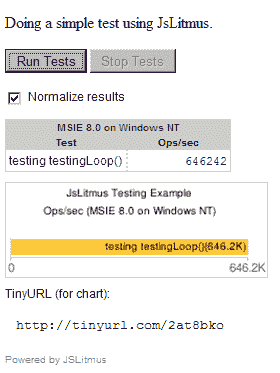 Doing a simple test using JsLitmus.
Run Tests Stop Tests
Normalize results
MSIE 8.0 on Windows NT
Test Ops/sec
testing testingLoop() 646242
JsLitmus Testing Example
Ops/sec (MSIE 8.0 on Windows NT)
testing testingLoop()(646.2K)
0 646.2K
TinyURL (for chart):
http://tinyurl.com/2at8bko
Powered by JSLitmus